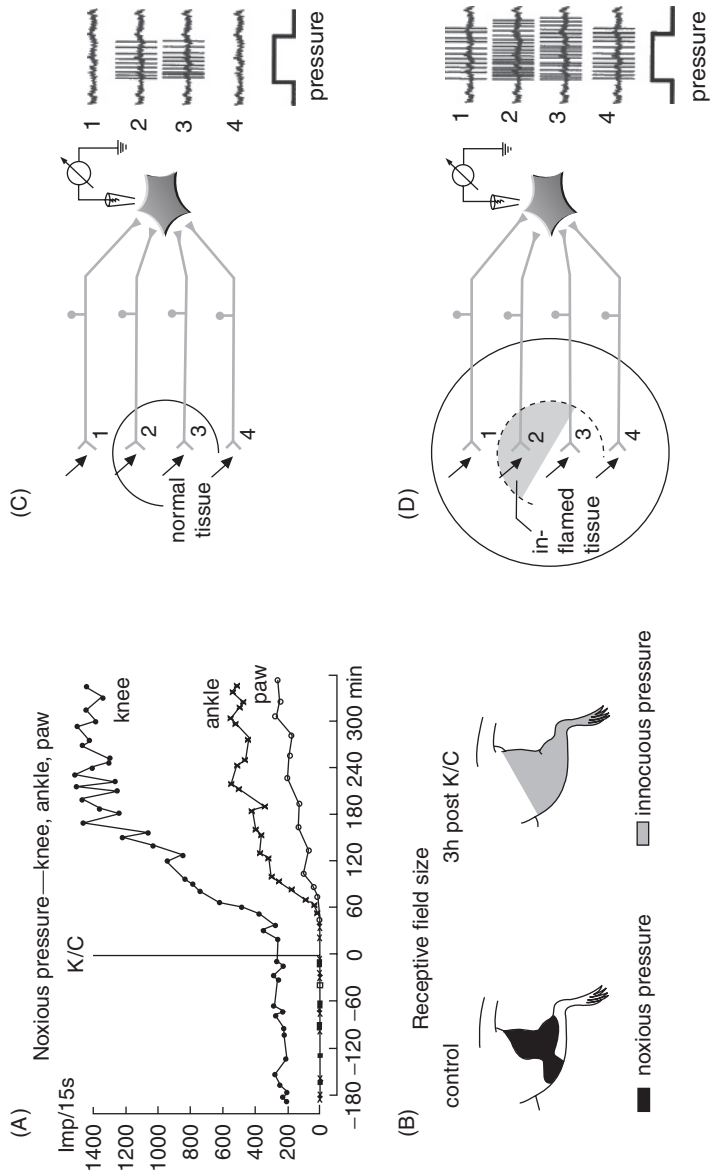 (A)
Noxious pressure—knee, ankle, paw
Imp/15s
K/C
1400
1200
1000
800
600
400
200
0
knee
ankle
paw
−180 −120 −60 0 60 120 180 240 300 min
(B)
Receptive field size
control
3h post K/C
noxious pressure
innocuous pressure
(C)
1
2
3
4
normal
tissue
1
2
3
4
pressure
(D)
1
2
3
4
in-
flamed
tissue
1
2
3
4
pressure